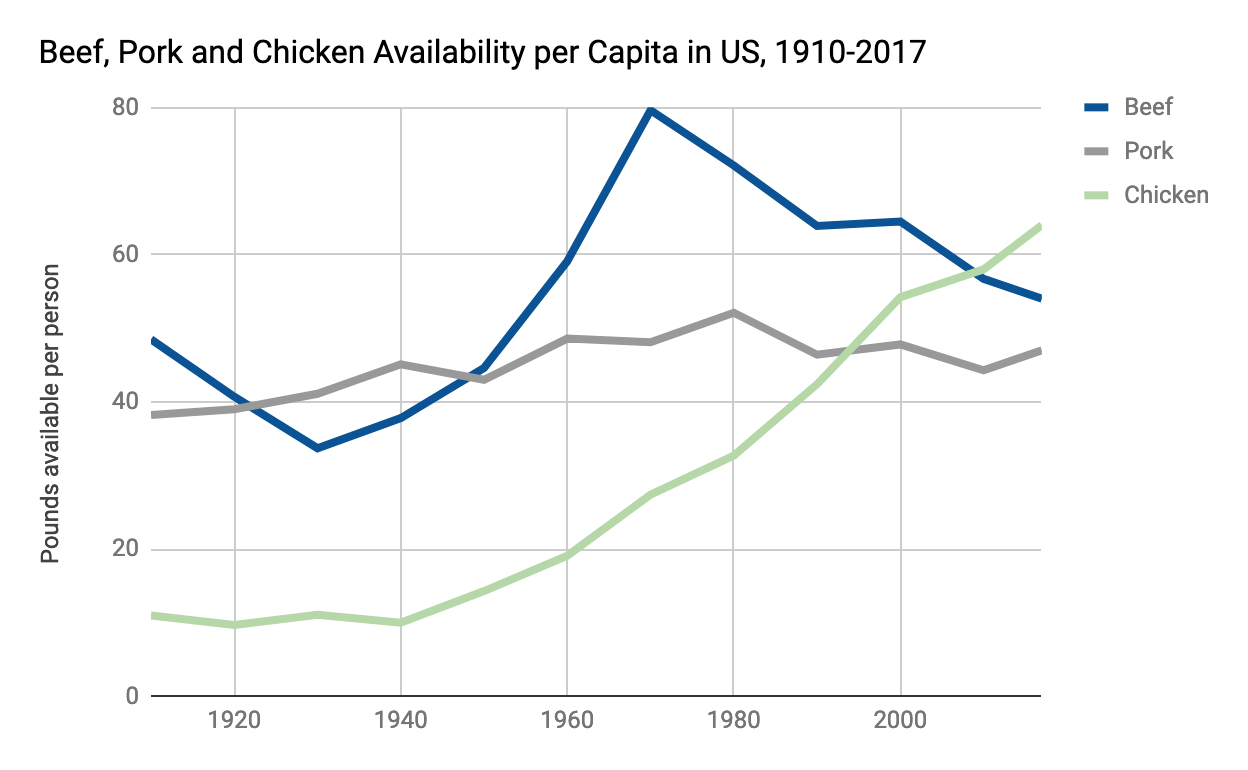 Beef, Pork and Chicken Availability per Capita in US, 1910-2017
Beef
Pork
Chicken
Pounds available per person
80
60
40
20
0
1920
1940
1960
1980
2000